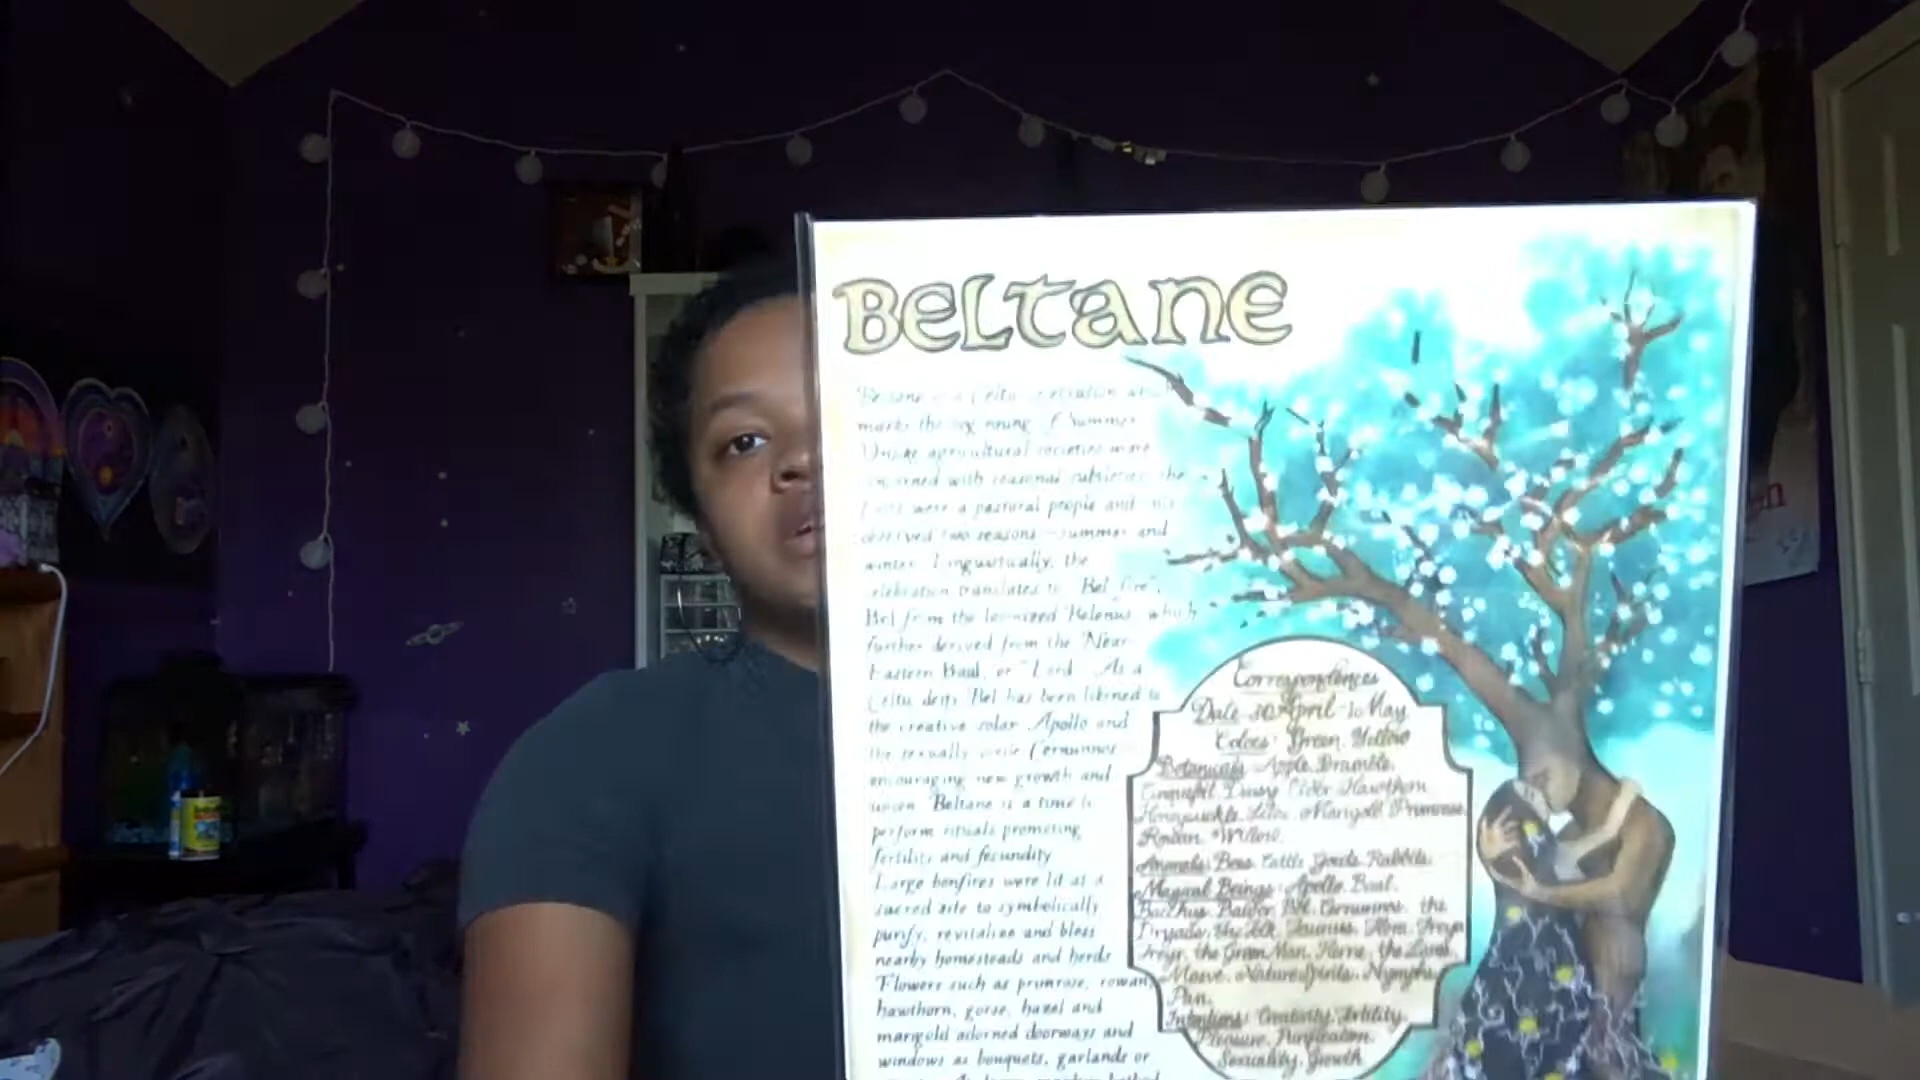 BELTANE
marks the beginning of Summer
Unlike agricultural societies more
concerned with seasonal subtleties, the
were a pastoral people and
observed two seasons - summer and
winter. Linguistically, the
celebration translates to "Bel fire",
Bel from the Belenus, which
further derived from the Near-
Eastern Baal, or "Lord". As a
deity Bel has been likened to
the creative solar Apollo and
the sexually Cernunnos
encouraging new growth and
union. Beltane is a time to
perform rituals promoting
fertility and fecundity
Large bonfires were lit at a
sacred site to symbolically
purify, revitalize and bless
nearby homesteads and herds
Flowers such as primrose, rowan,
hawthorn, gorse, hazel and
marigold adorned doorways and
windows as bouquets, garlands or
Correspondences
Date: 30 April - 1 May
Colors: Green, Yellow
Botanicals: Apple, Bramble,
Cinquefoil, Daisy, Elder, Hawthorn,
Honeysuckle, Lilac, Marigold, Primrose,
Rowan, Willow.
Animals: Bees, Cattle, Goats, Rabbits.
Magical Beings: Apollo, Baal,
Bacchus, Balder, Bel, Cernunnos, the
Dryads, the Faunus, Flora, Freya,
Freyr, the Green Man, the
Maeve, Nature Spirits, Nymphs,
Pan.
Intentions: Creativity, Fertility,
Pleasure, Purification,
Sexuality, Growth